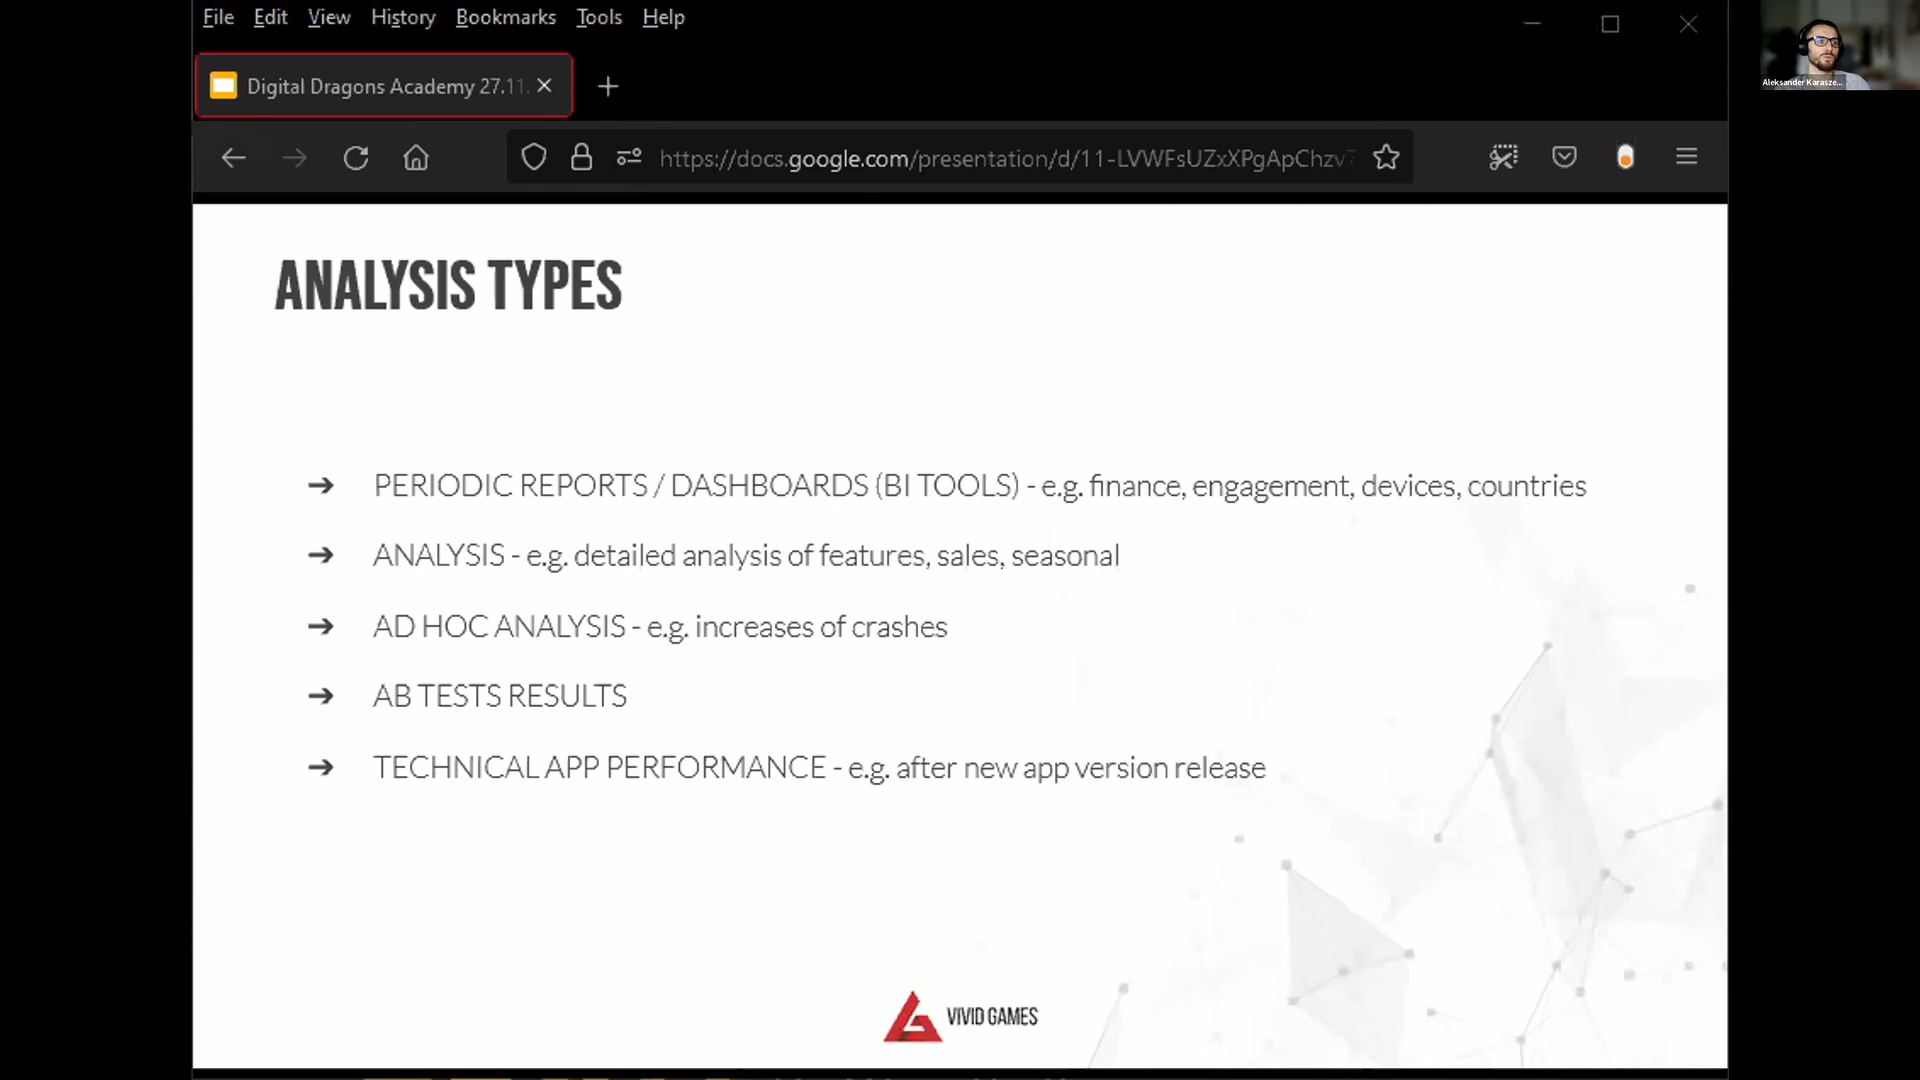 File Edit View History Bookmarks Tools Help
Digital Dragons Academy 27.11.
https://docs.google.com/presentation/d/11-LVWFsUZxXPgApChzv
Aleksander Karasze...
ANALYSIS TYPES
➔ PERIODIC REPORTS / DASHBOARDS (BI TOOLS) - e.g. finance, engagement, devices, countries
➔ ANALYSIS - e.g. detailed analysis of features, sales, seasonal
➔ AD HOC ANALYSIS - e.g. increases of crashes
➔ AB TESTS RESULTS
➔ TECHNICAL APP PERFORMANCE - e.g. after new app version release
VIVID GAMES